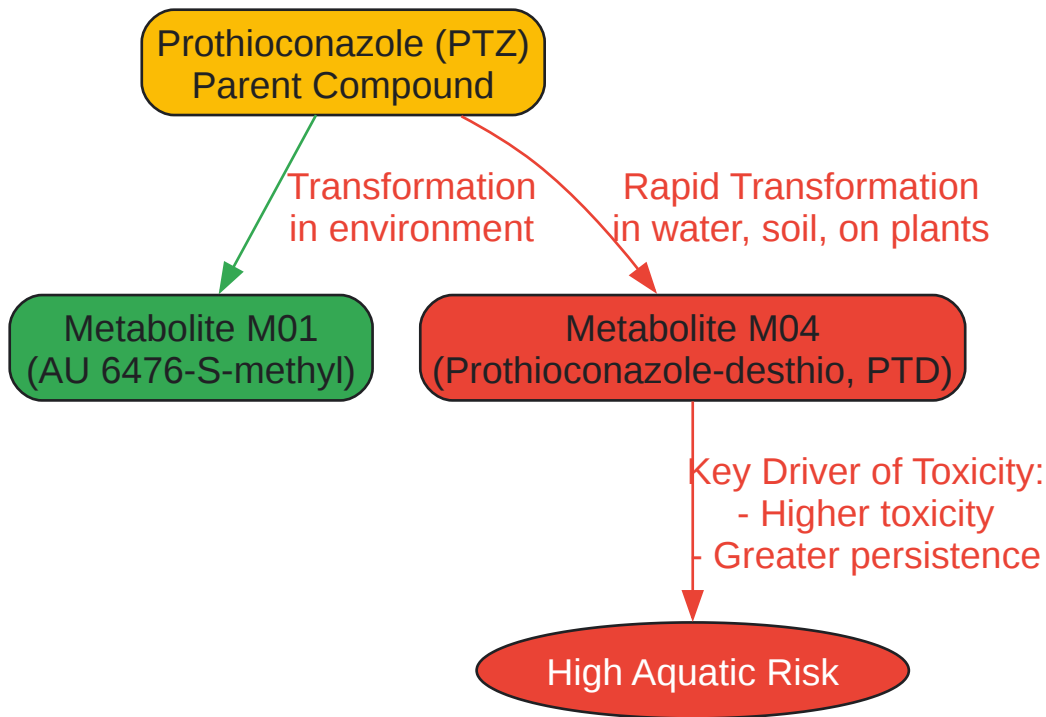 Prothioconazole (PTZ)
Parent Compound
Transformation
in environment
Rapid Transformation
in water, soil, on plants
Metabolite M01
(AU 6476-S-methyl)
Metabolite M04
(Prothioconazole-desthio, PTD)
Key Driver of Toxicity:
- Higher toxicity
- Greater persistence
High Aquatic Risk